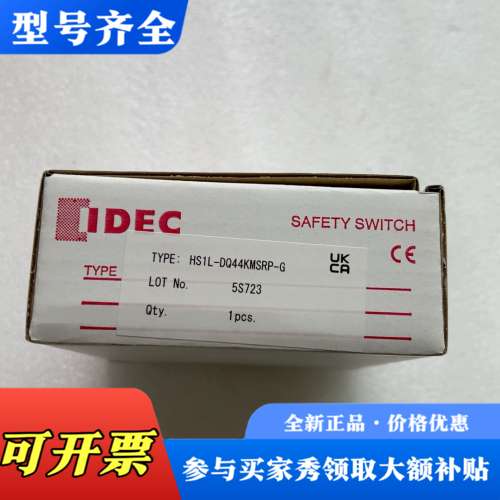 型号齐全
IDEC
SAFETY SWITCH
TYPE: HS1L-DQ44KMSRP-G
UK
CA
CE
TYPE
LOT No. 5S723
Qty. 1pcs.
全新正品·价格优惠
可开票
参与买家秀领取大额补贴